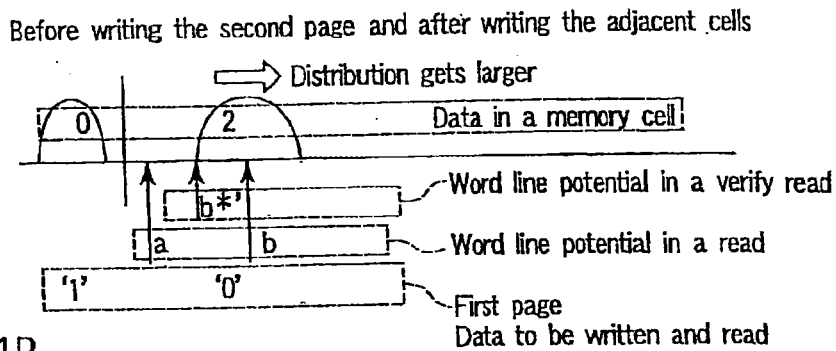 Before writing the second page and after writing the adjacent cells
Distribution gets larger
0 2 Data in a memory cell
b*' Word line potential in a verify read
a b Word line potential in a read
'1' '0' First page
Data to be written and read